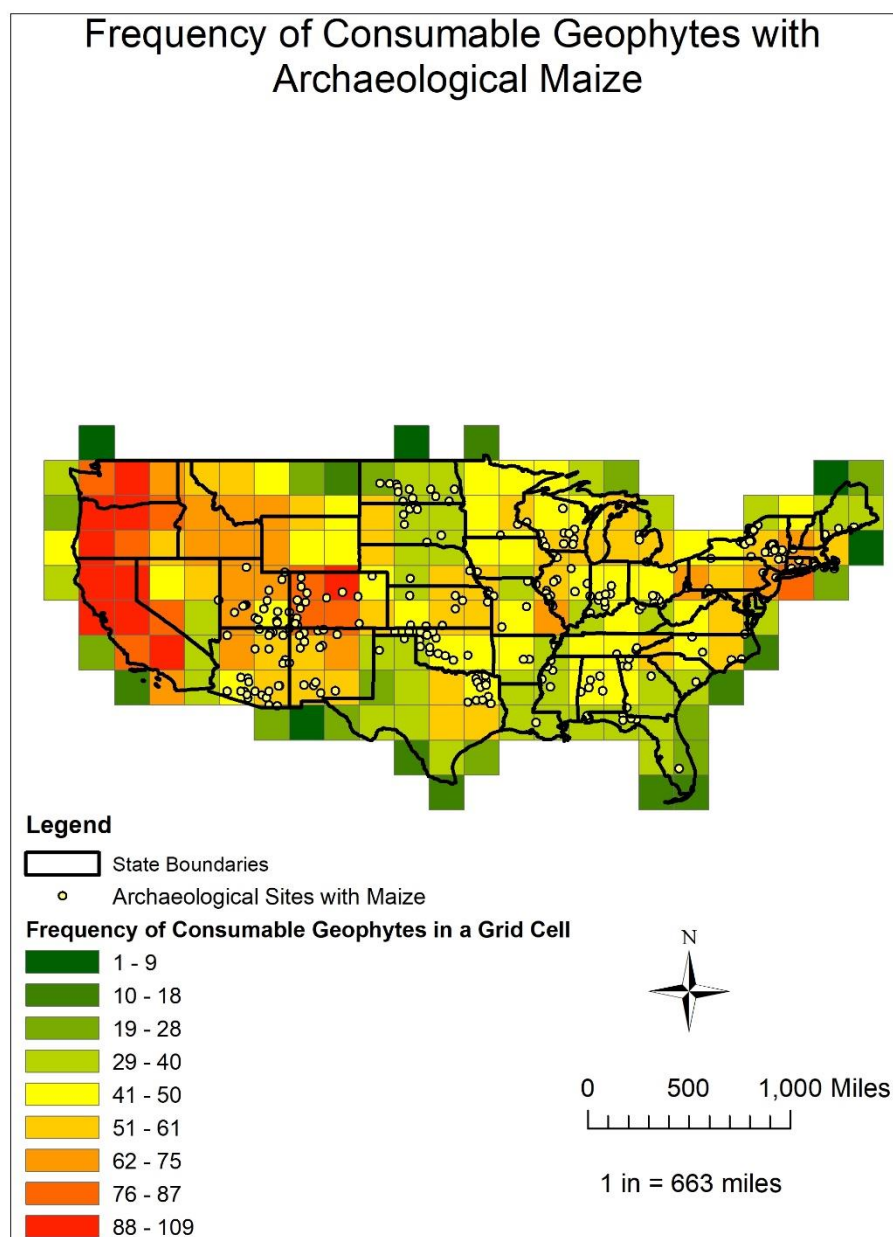 Frequency of Consumable Geophytes with
Archaeological Maize
Legend
State Boundaries
Archaeological Sites with Maize
Frequency of Consumable Geophytes in a Grid Cell
1 - 9
10 - 18
19 - 28
29 - 40
41 - 50
51 - 61
62 - 75
76 - 87
88 - 109
N
0 500 1,000 Miles
1 in = 663 miles